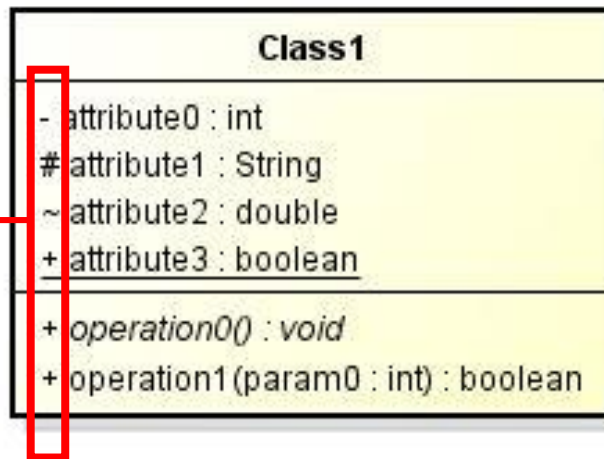 Class1
- attribute0 : int
# attribute1 : String
~ attribute2 : double
+ attribute3 : boolean
+ operation0() : void
+ operation1(param0 : int) : boolean